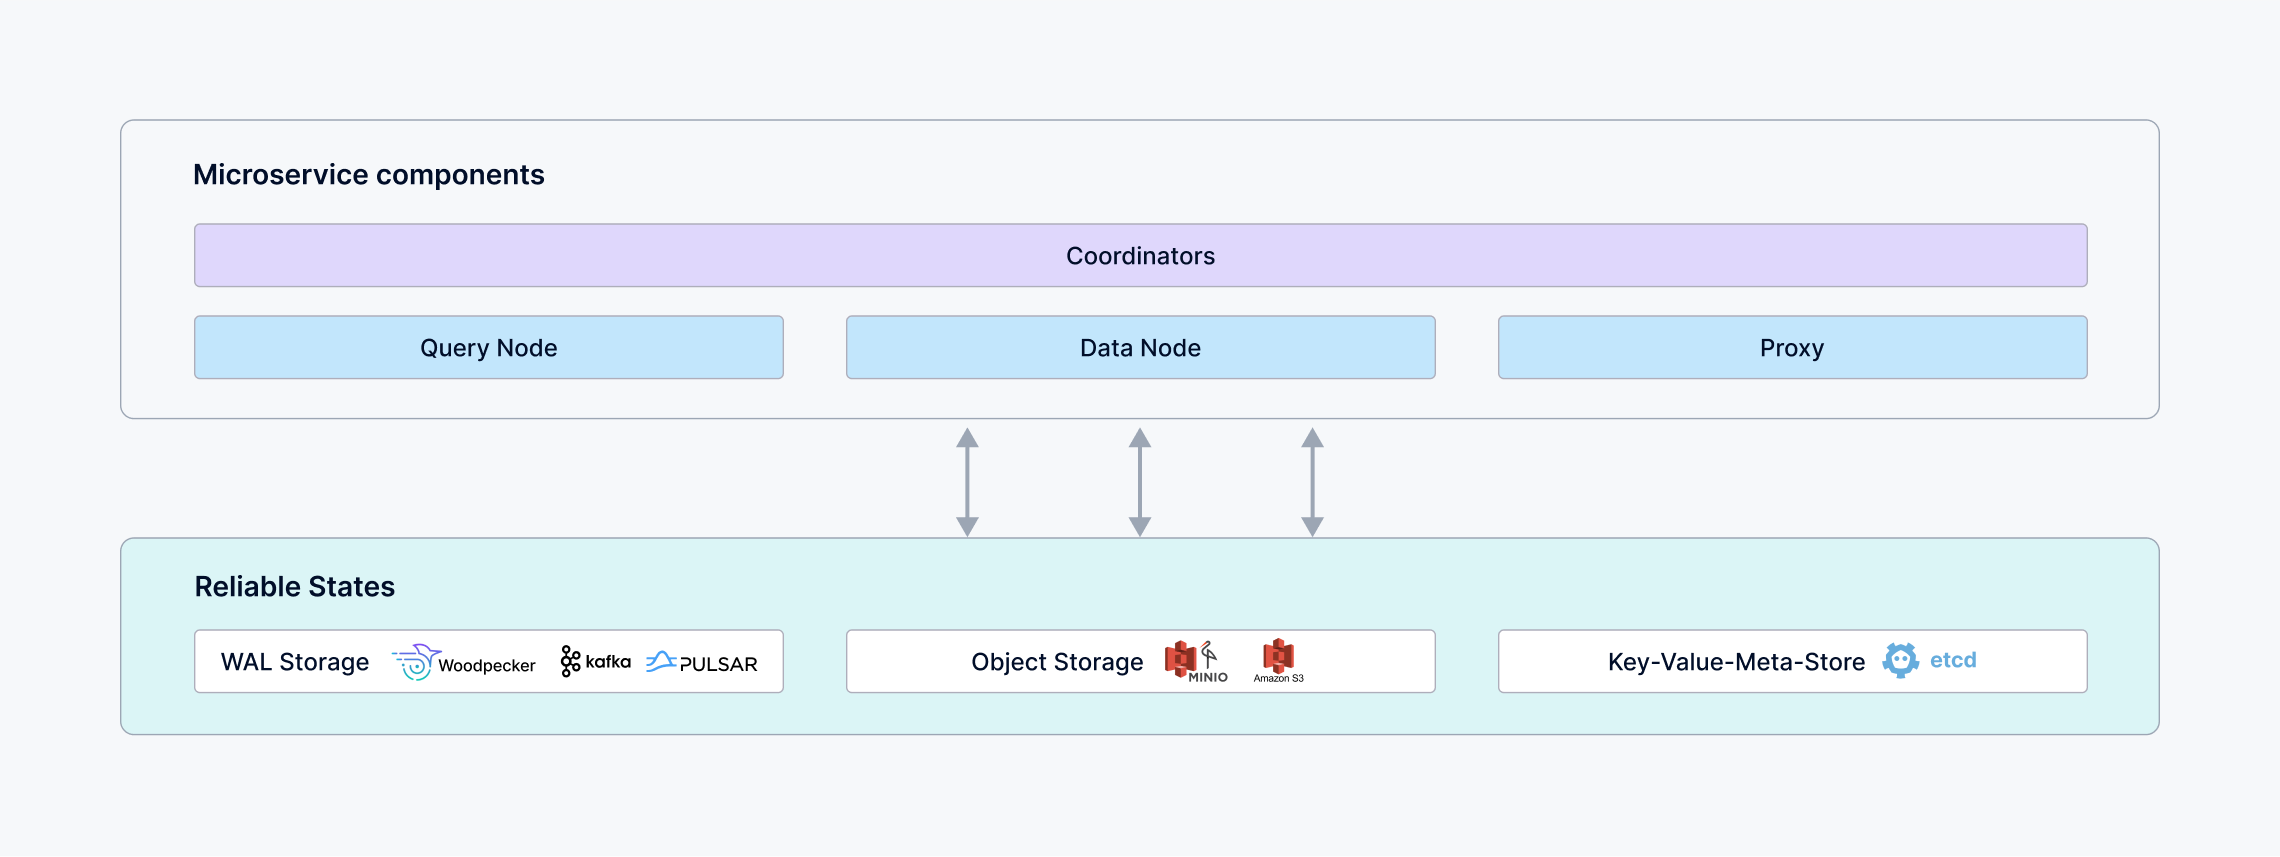 Microservice components
Coordinators
Query Node
Data Node
Proxy
Reliable States
WAL Storage Woodpecker kafka PULSAR
Object Storage MINIO Amazon S3
Key-Value-Meta-Store etcd